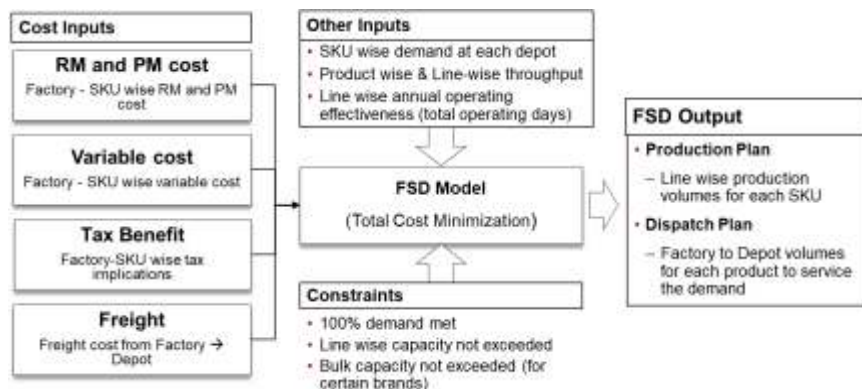 Cost Inputs
RM and PM cost
Factory - SKU wise RM and PM
cost
Variable cost
Factory - SKU wise variable cost
Tax Benefit
Factory-SKU wise tax
implications
Freight
Freight cost from Factory →
Depot
Other Inputs
• SKU wise demand at each depot
• Product wise & Line-wise throughput
• Line wise annual operating
effectiveness (total operating days)
FSD Model
(Total Cost Minimization)
Constraints
• 100% demand met
• Line wise capacity not exceeded
• Bulk capacity not exceeded (for
certain brands)
FSD Output
• Production Plan
– Line wise production
volumes for each SKU
• Dispatch Plan
– Factory to Depot volumes
for each product to service
the demand